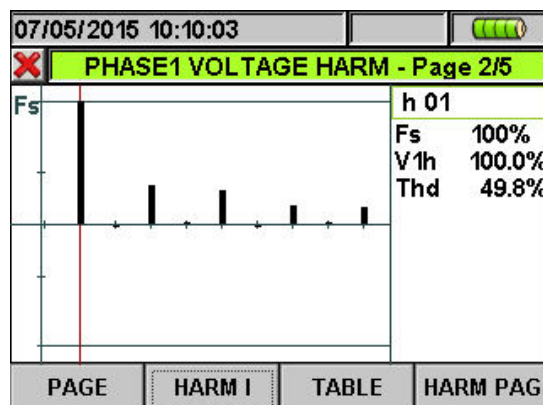 07/05/2015 10:10:03
PHASE1 VOLTAGE HARM - Page 2/5
Fs
h 01
Fs 100%
V1h 100.0%
Thd 49.8%
PAGE HARM I TABLE HARM PAG